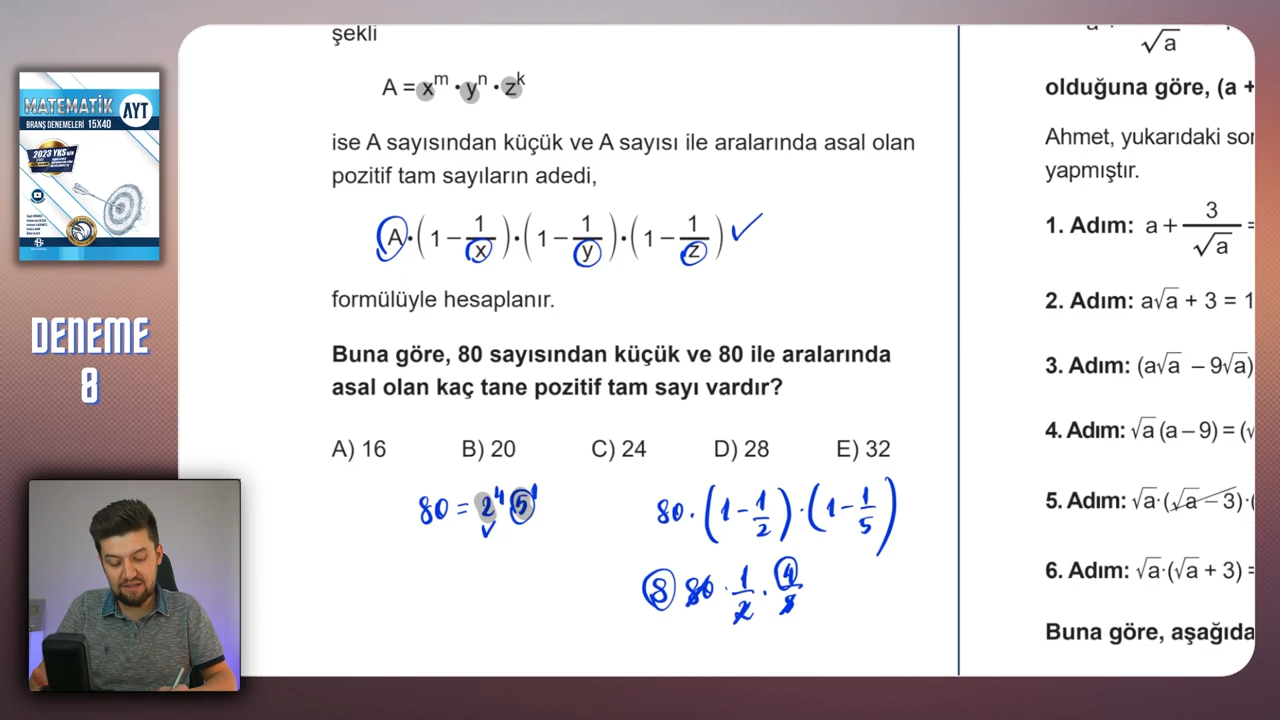 MATEMATİK AYT
BRANŞ DENEMELERİ 15X40
2023 YKS'NİN
DENEME
8
şekli
A = x^m · y^n · z^k
ise A sayısından küçük ve A sayısı ile aralarında asal olan
pozitif tam sayıların adedi,
A · (1 − 1/x) · (1 − 1/y) · (1 − 1/z) ✓
formülüyle hesaplanır.
Buna göre, 80 sayısından küçük ve 80 ile aralarında
asal olan kaç tane pozitif tam sayı vardır?
A) 16 B) 20 C) 24 D) 28 E) 32
80 = 2^4 5^1
80 · (1 − 1/2) · (1 − 1/5)
8 80 · 1/2 · 4/5
√a
olduğuna göre, (a +
Ahmet, yukarıdaki sor
yapmıştır.
1. Adım: a + 3/√a =
2. Adım: a√a + 3 = 1
3. Adım: (a√a − 9√a)
4. Adım: √a (a − 9) = (√
5. Adım: √a · (√a − 3) · (
6. Adım: √a · (√a + 3) =
Buna göre, aşağıda